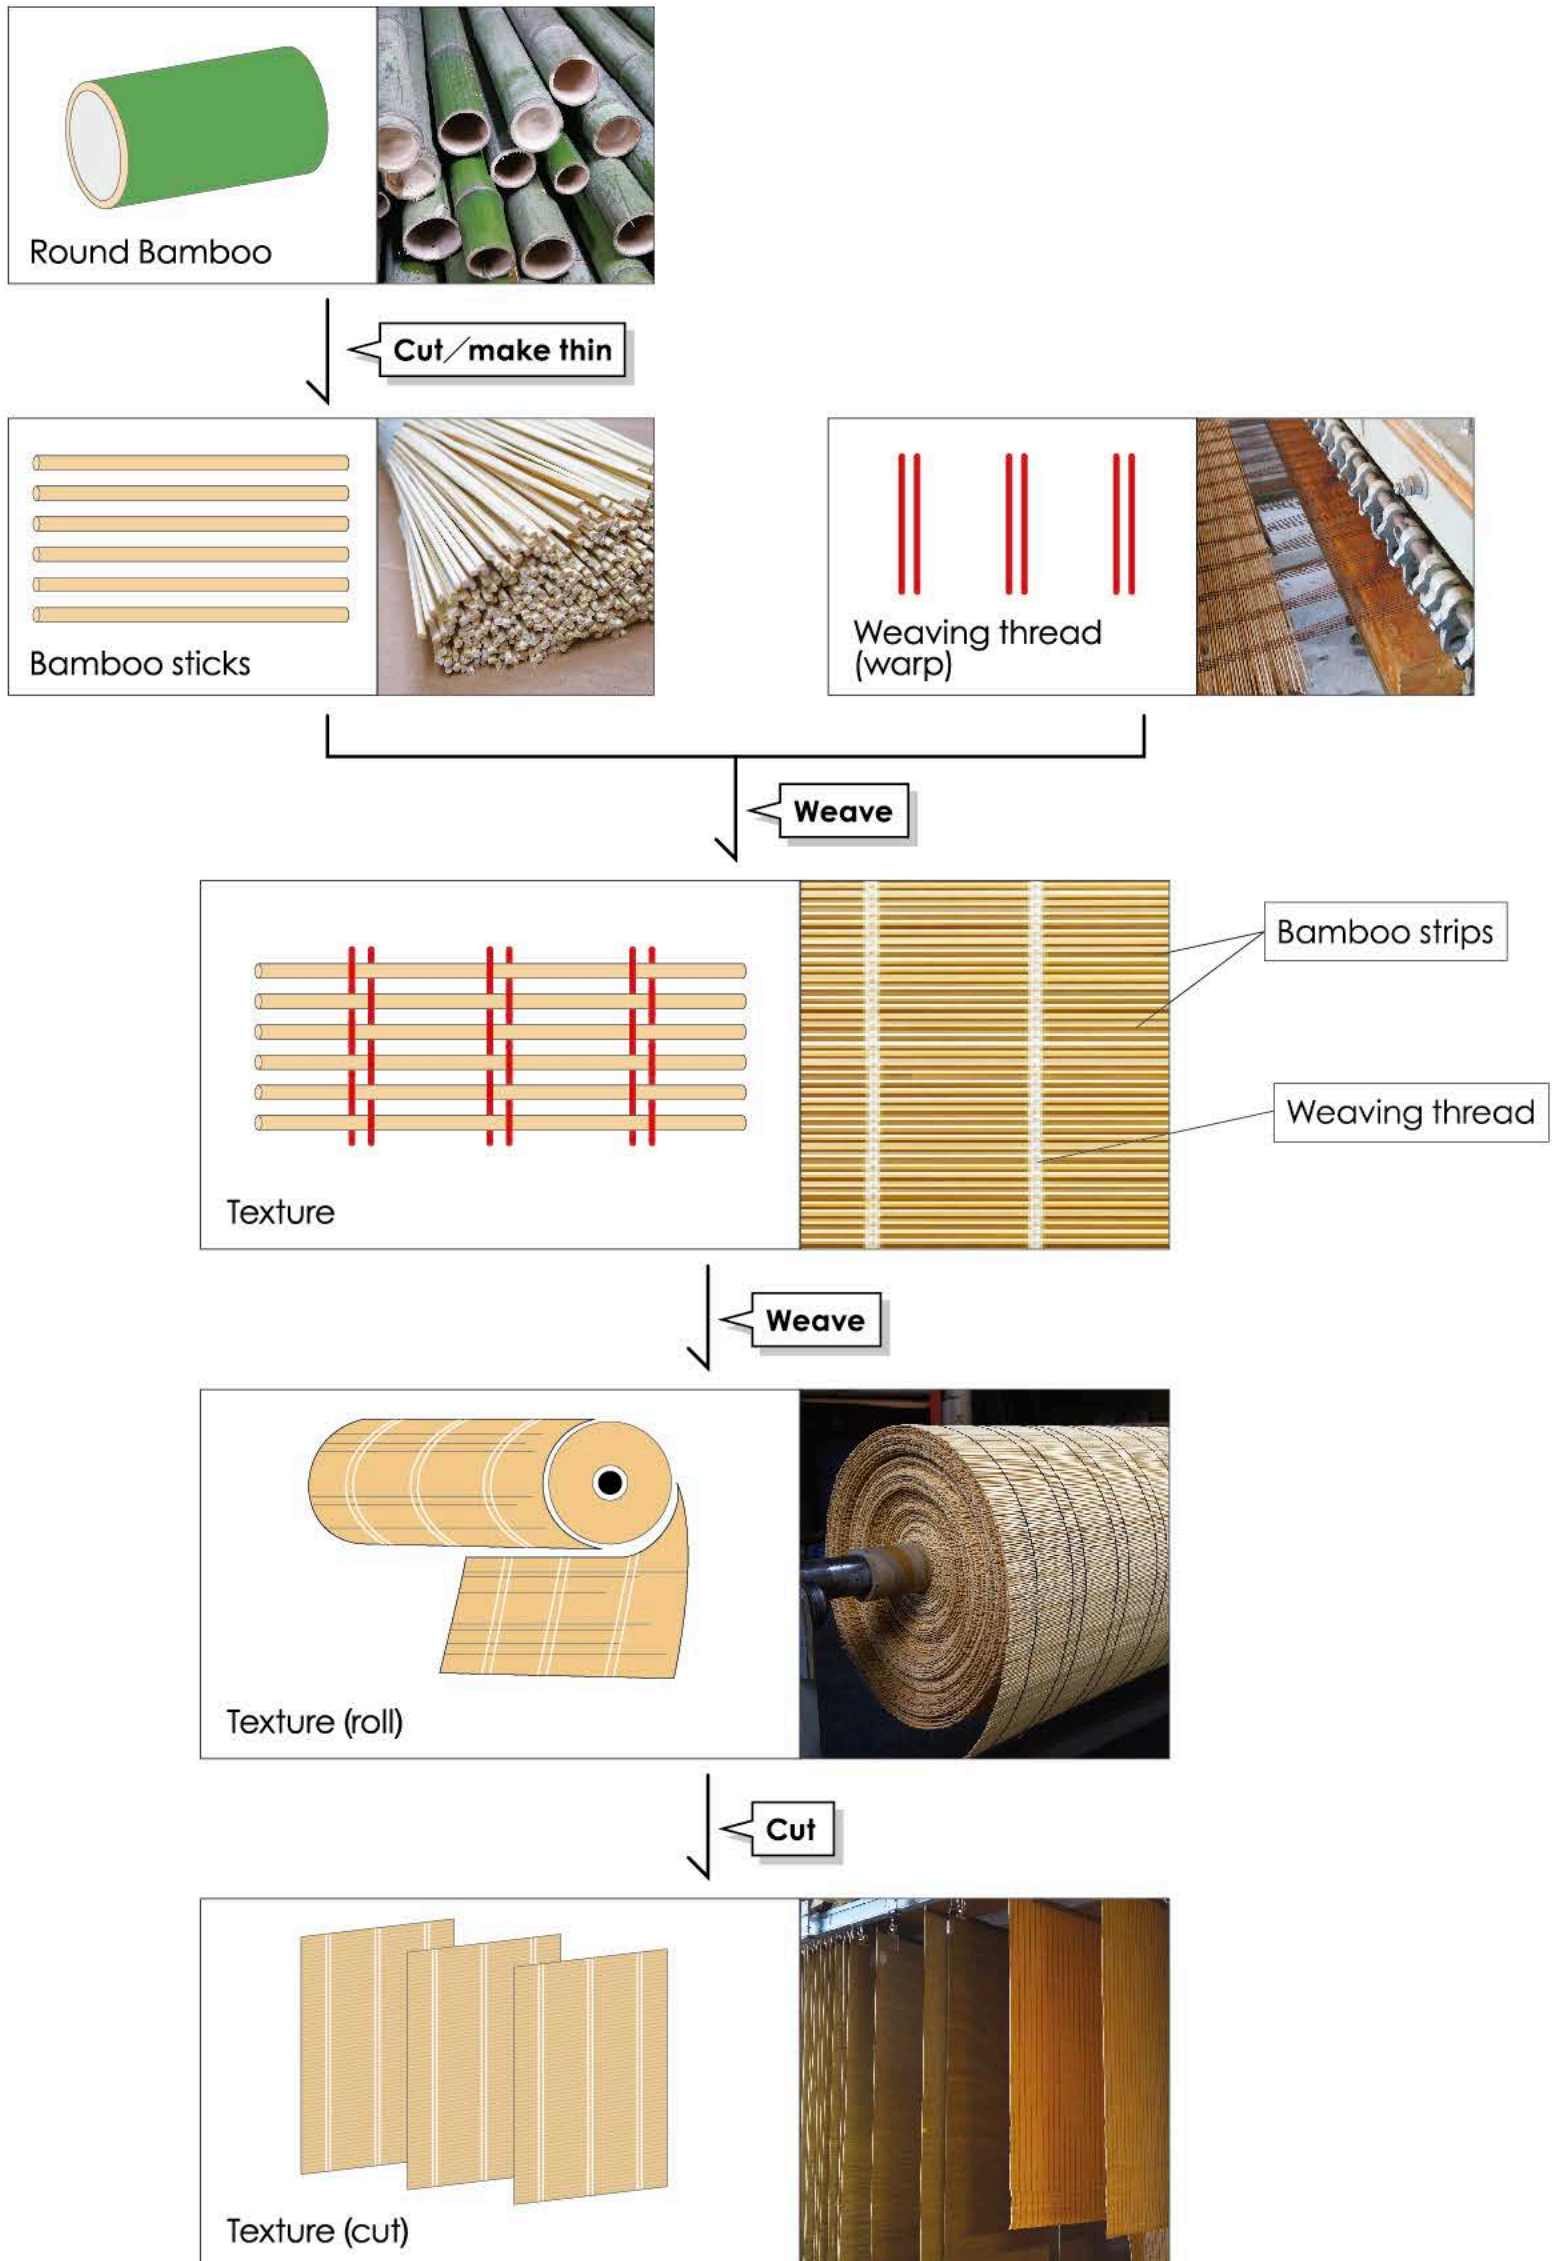 Round Bamboo
Cut／make thin
Bamboo sticks
Weaving thread
(warp)
Weave
Bamboo strips
Weaving thread
Texture
Weave
Texture (roll)
Cut
Texture (cut)